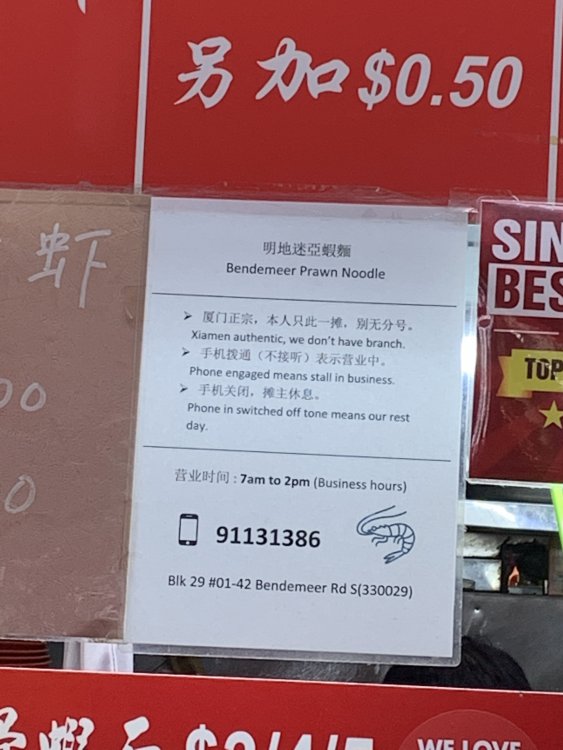 另加$0.50
虾
00
0
明地迷亞蝦麵
Bendemeer Prawn Noodle
➤ 厦门正宗，本人只此一摊，别无分号。
Xiamen authentic, we don't have branch.
➤ 手机拨通（不接听）表示营业中。
Phone engaged means stall in business.
➤ 手机关闭，摊主休息。
Phone in switched off tone means our rest
day.
营业时间 : 7am to 2pm (Business hours)
91131386
Blk 29 #01-42 Bendemeer Rd S(330029)
SIN
BES
TOP
WE LOVE